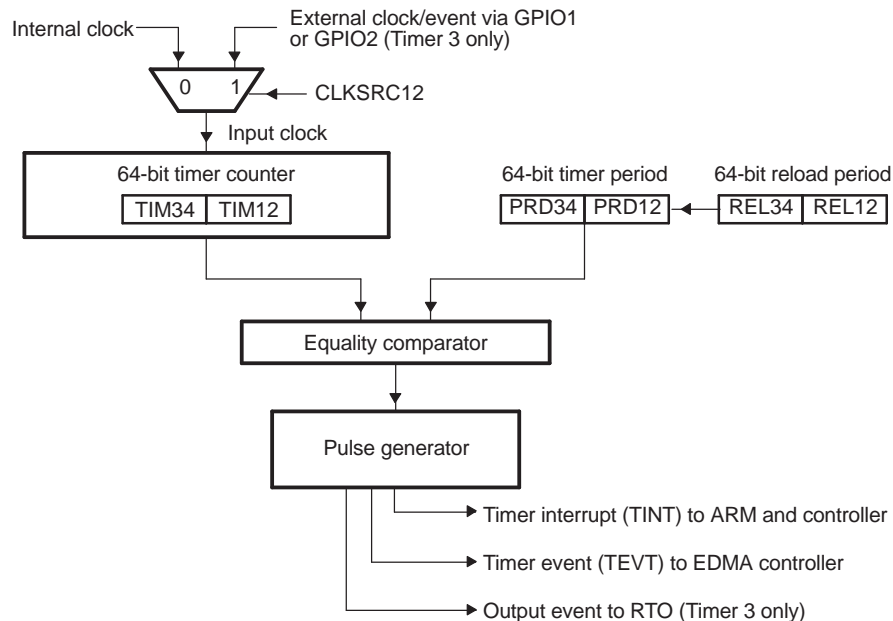 Internal clock
External clock/event via GPIO1
or GPIO2 (Timer 3 only)
0 1
CLKSRC12
Input clock
64-bit timer counter
TIM34 TIM12
64-bit timer period
PRD34 PRD12
64-bit reload period
REL34 REL12
Equality comparator
Pulse generator
Timer interrupt (TINT) to ARM and controller
Timer event (TEVT) to EDMA controller
Output event to RTO (Timer 3 only)